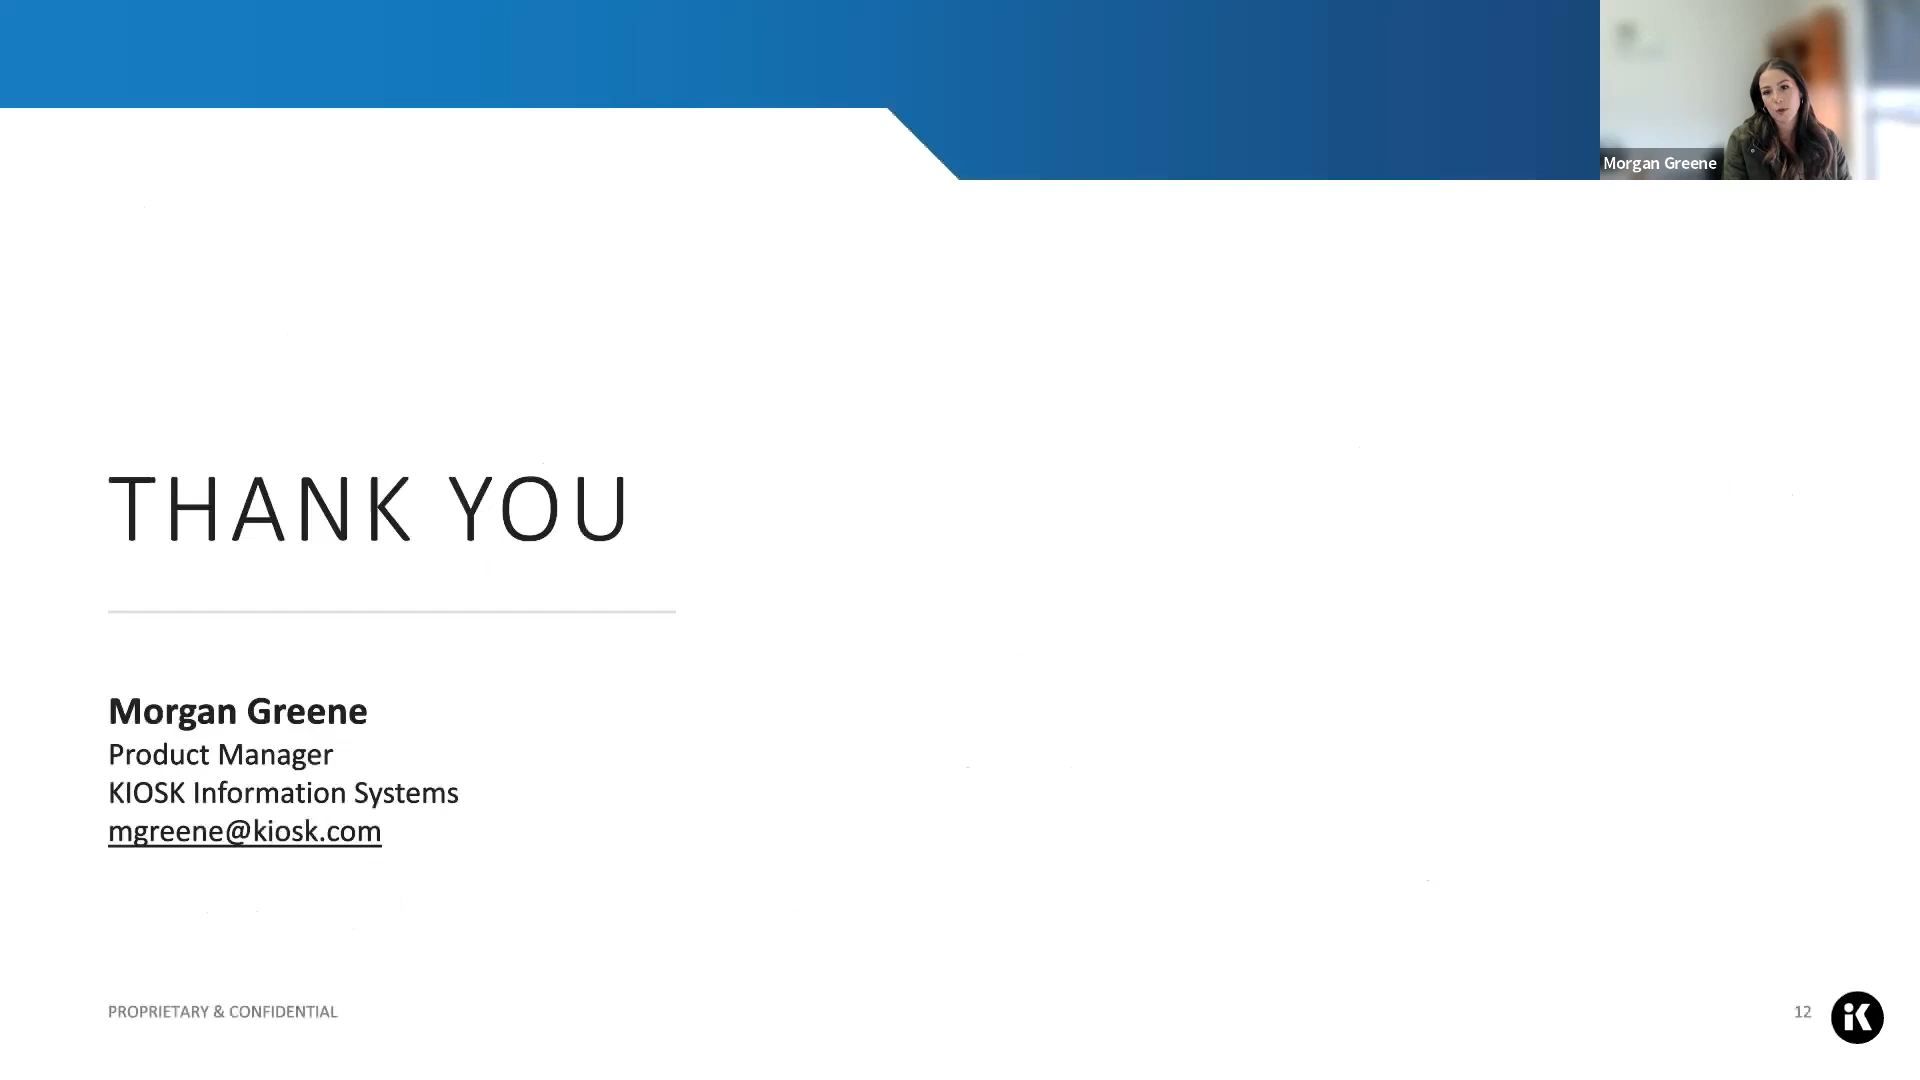 Morgan Greene
THANK YOU
Morgan Greene
Product Manager
KIOSK Information Systems
mgreene@kiosk.com
PROPRIETARY & CONFIDENTIAL
12
iK